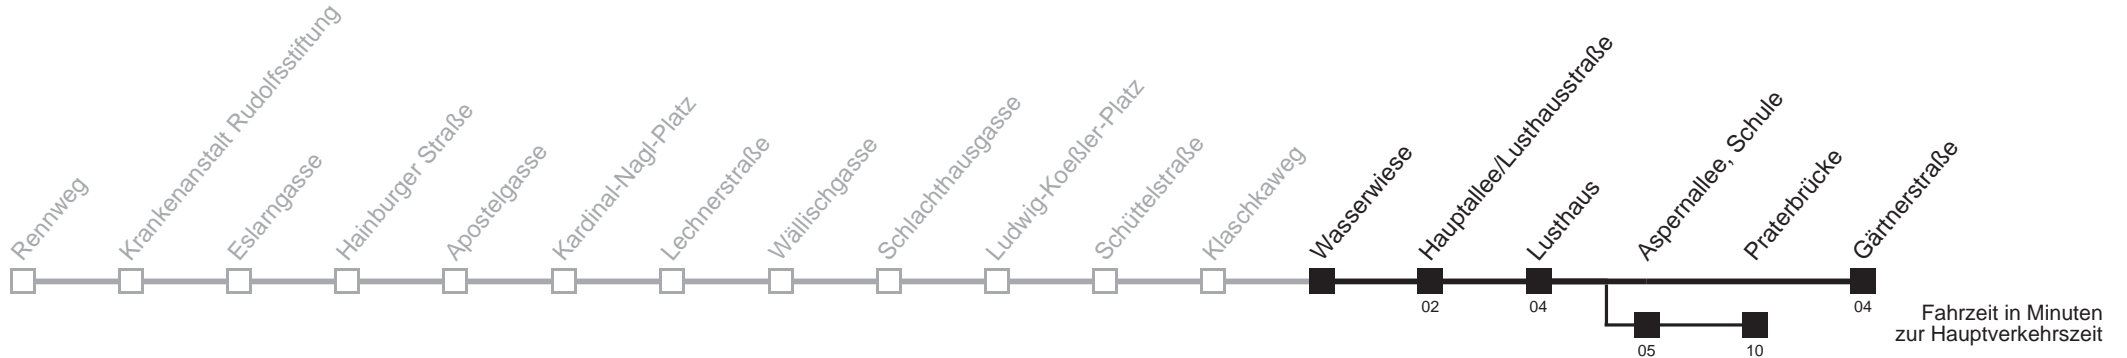 Rennweg
Krankenanstalt Rudolfsstiftung
Eslarngasse
Hainburger Straße
Apostelgasse
Kardinal-Nagl-Platz
Lechnerstraße
Wällischgasse
Schlachthausgasse
Ludwig-Koeßler-Platz
Schüttelstraße
Klaschkaweg
Wasserwiese
Hauptallee/Lusthausstraße
Lusthaus
Aspernallee, Schule
Praterbrücke
Gärtnerstraße
02
04
04
05
10
Fahrzeit in Minuten
zur Hauptverkehrszeit